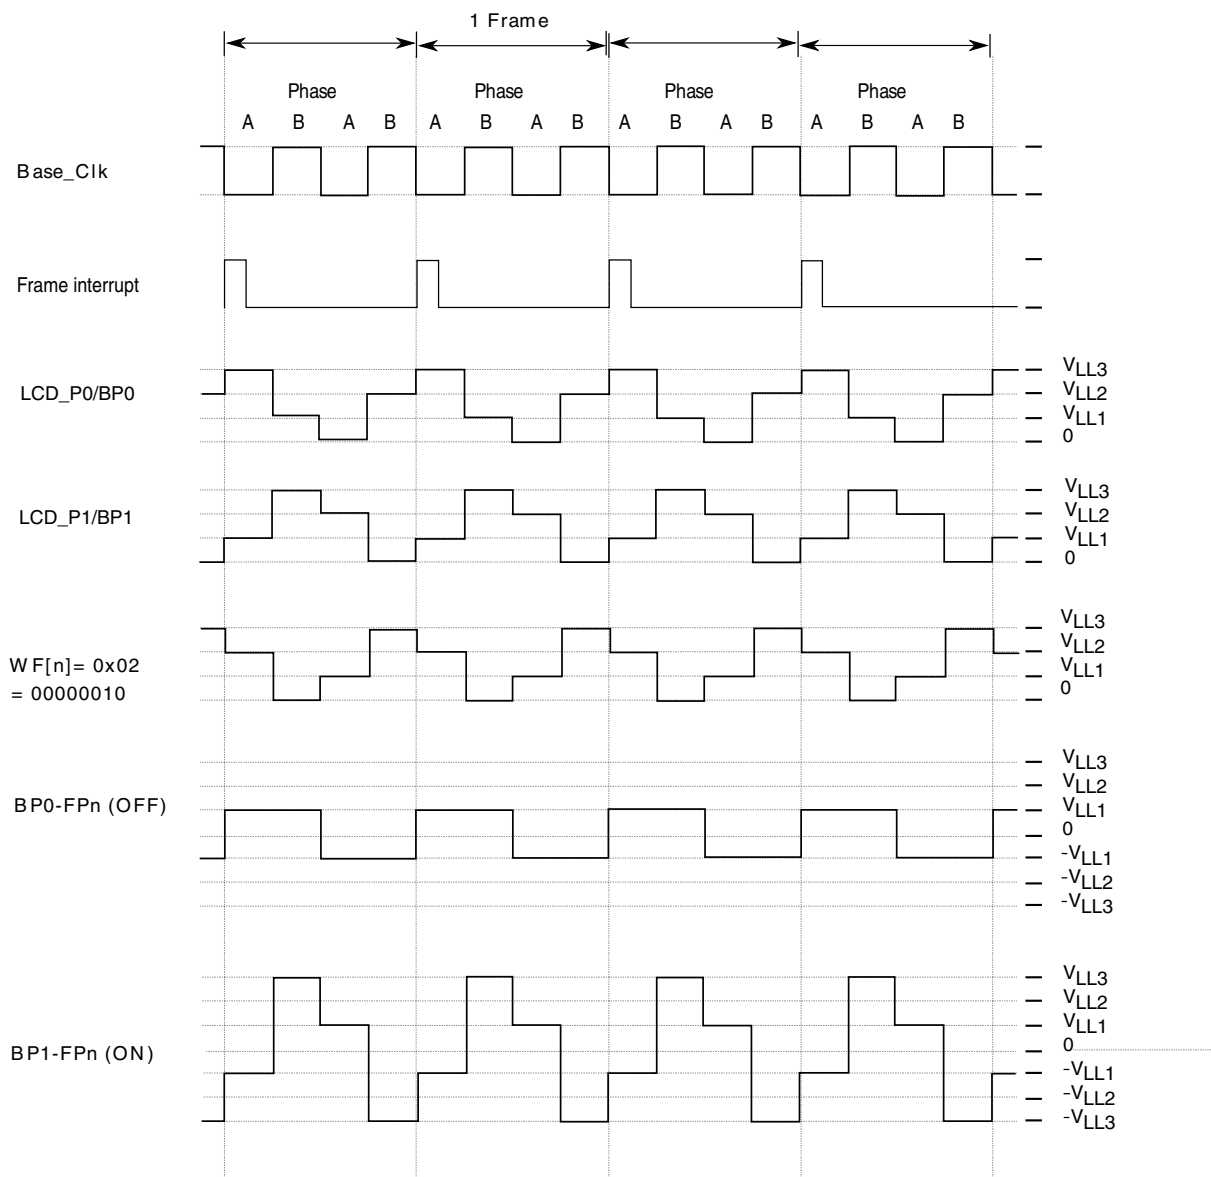 1 Frame
Phase Phase Phase Phase
A B A B A B A B A B A B A B A B
Base_Clk
Frame interrupt
LCD_P0/BP0
VLL3
VLL2
VLL1
0
LCD_P1/BP1
VLL3
VLL2
VLL1
0
WF[n]= 0x02
= 00000010
VLL3
VLL2
VLL1
0
BP0-FPn (OFF)
VLL3
VLL2
VLL1
0
-VLL1
-VLL2
-VLL3
BP1-FPn (ON)
VLL3
VLL2
VLL1
0
-VLL1
-VLL2
-VLL3